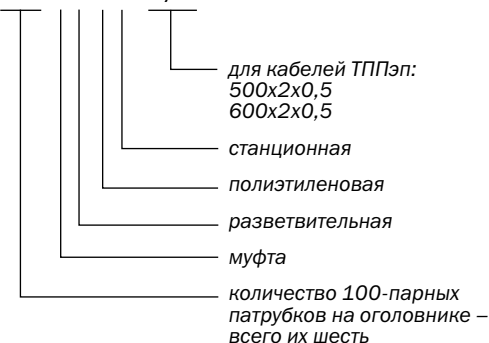 для кабелей ТППэп:
500х2х0,5
600х2х0,5
станционная
полиэтиленовая
разветвительная
муфта
количество 100-парных
патрубков на оголовнике –
всего их шесть